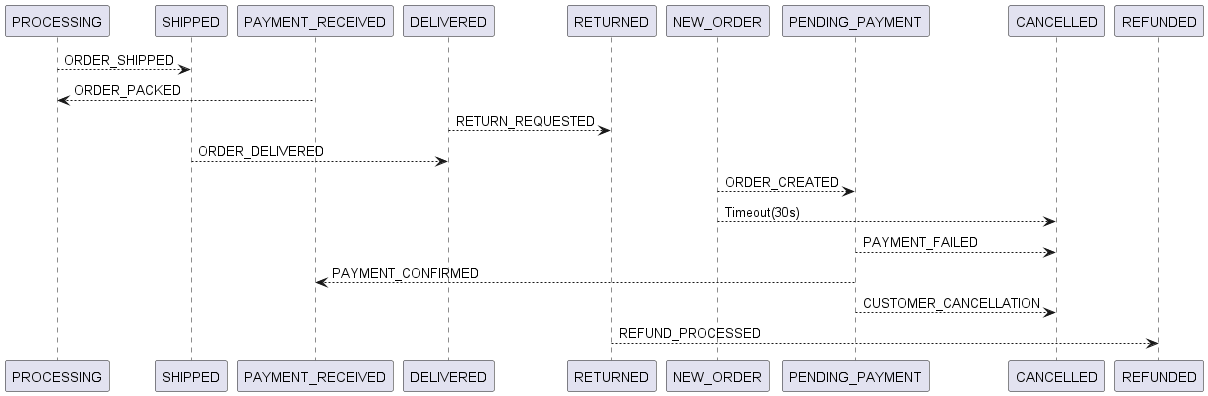 PROCESSING SHIPPED PAYMENT_RECEIVED DELIVERED RETURNED NEW_ORDER PENDING_PAYMENT CANCELLED REFUNDED
ORDER_SHIPPED
ORDER_PACKED
RETURN_REQUESTED
ORDER_DELIVERED
ORDER_CREATED
Timeout(30s)
PAYMENT_FAILED
PAYMENT_CONFIRMED
CUSTOMER_CANCELLATION
REFUND_PROCESSED
PROCESSING SHIPPED PAYMENT_RECEIVED DELIVERED RETURNED NEW_ORDER PENDING_PAYMENT CANCELLED REFUNDED